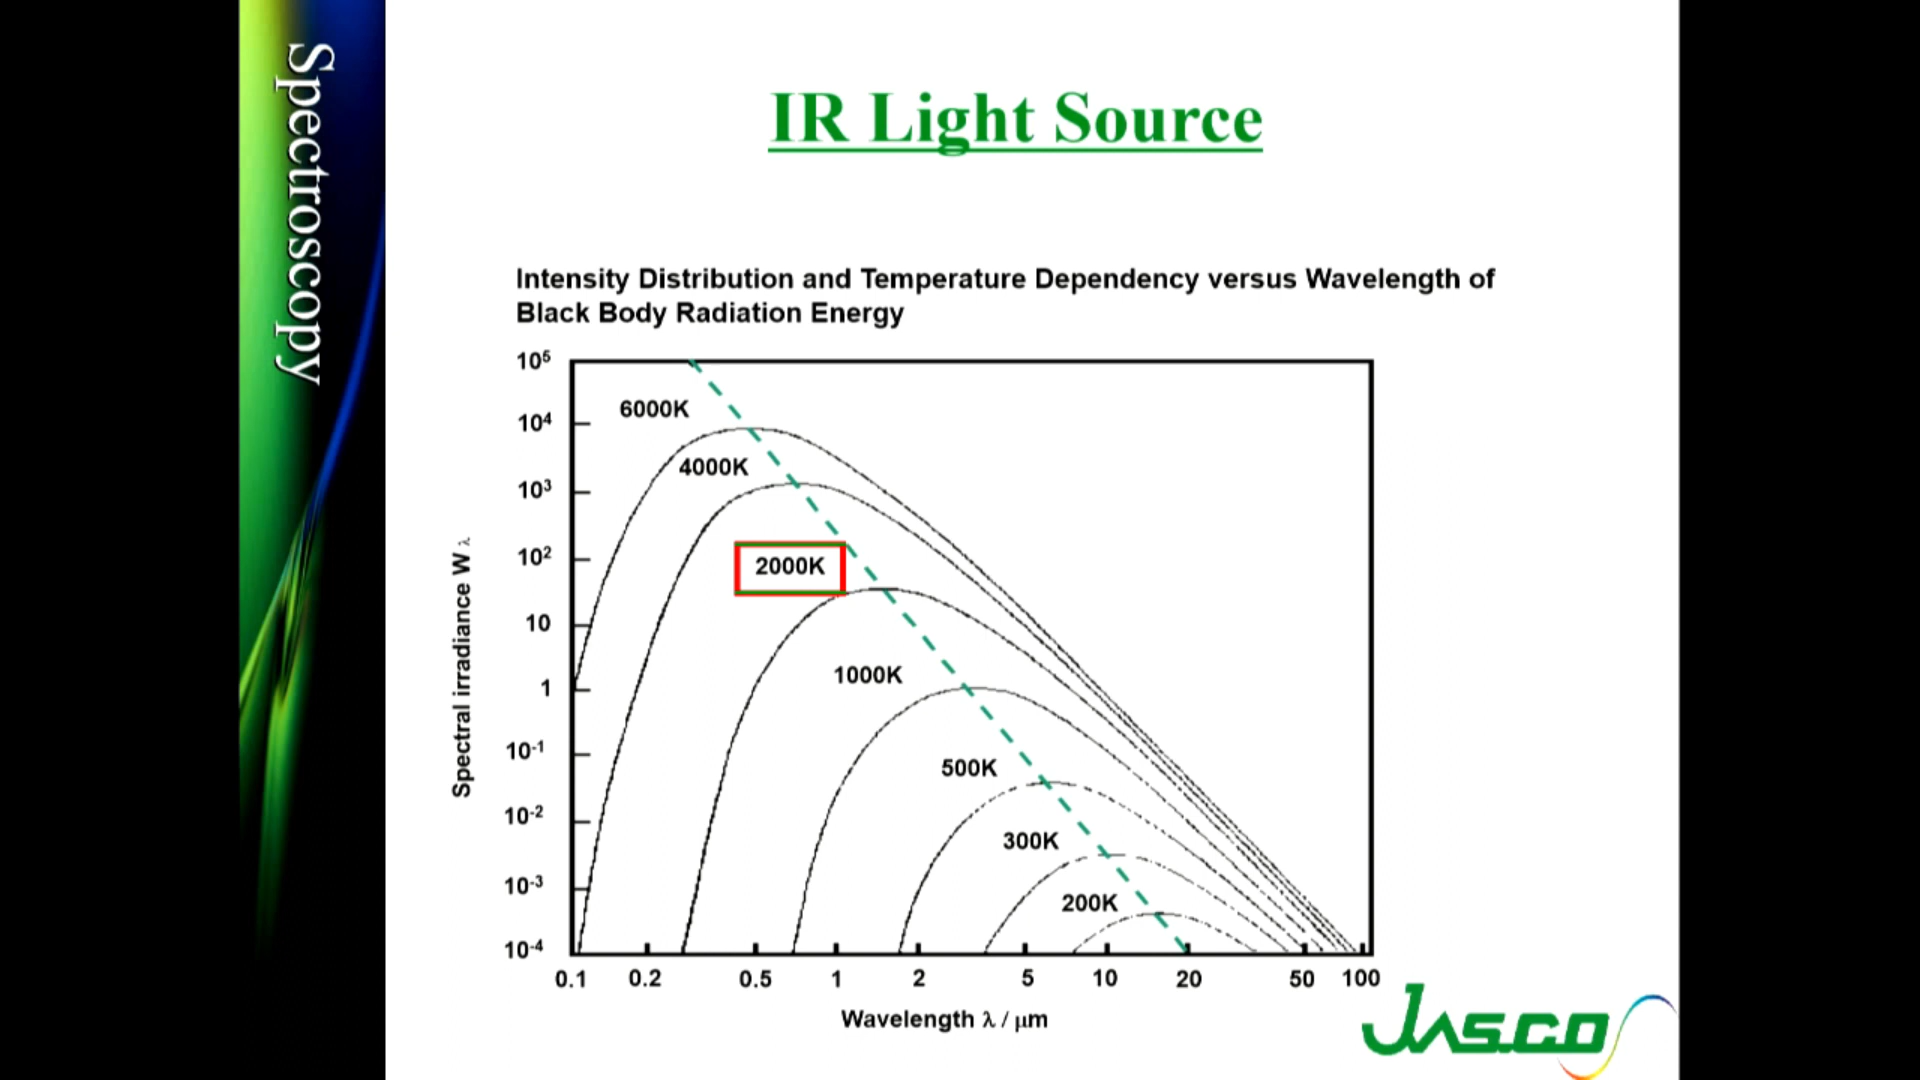 Spectroscopy
IR Light Source
Intensity Distribution and Temperature Dependency versus Wavelength of
Black Body Radiation Energy
10⁵
10⁴
10³
10²
10
1
10⁻¹
10⁻²
10⁻³
10⁻⁴
Spectral irradiance W λ
6000K
4000K
2000K
1000K
500K
300K
200K
0.1 0.2 0.5 1 2 5 10 20 50 100
Wavelength λ / μm
JASCO